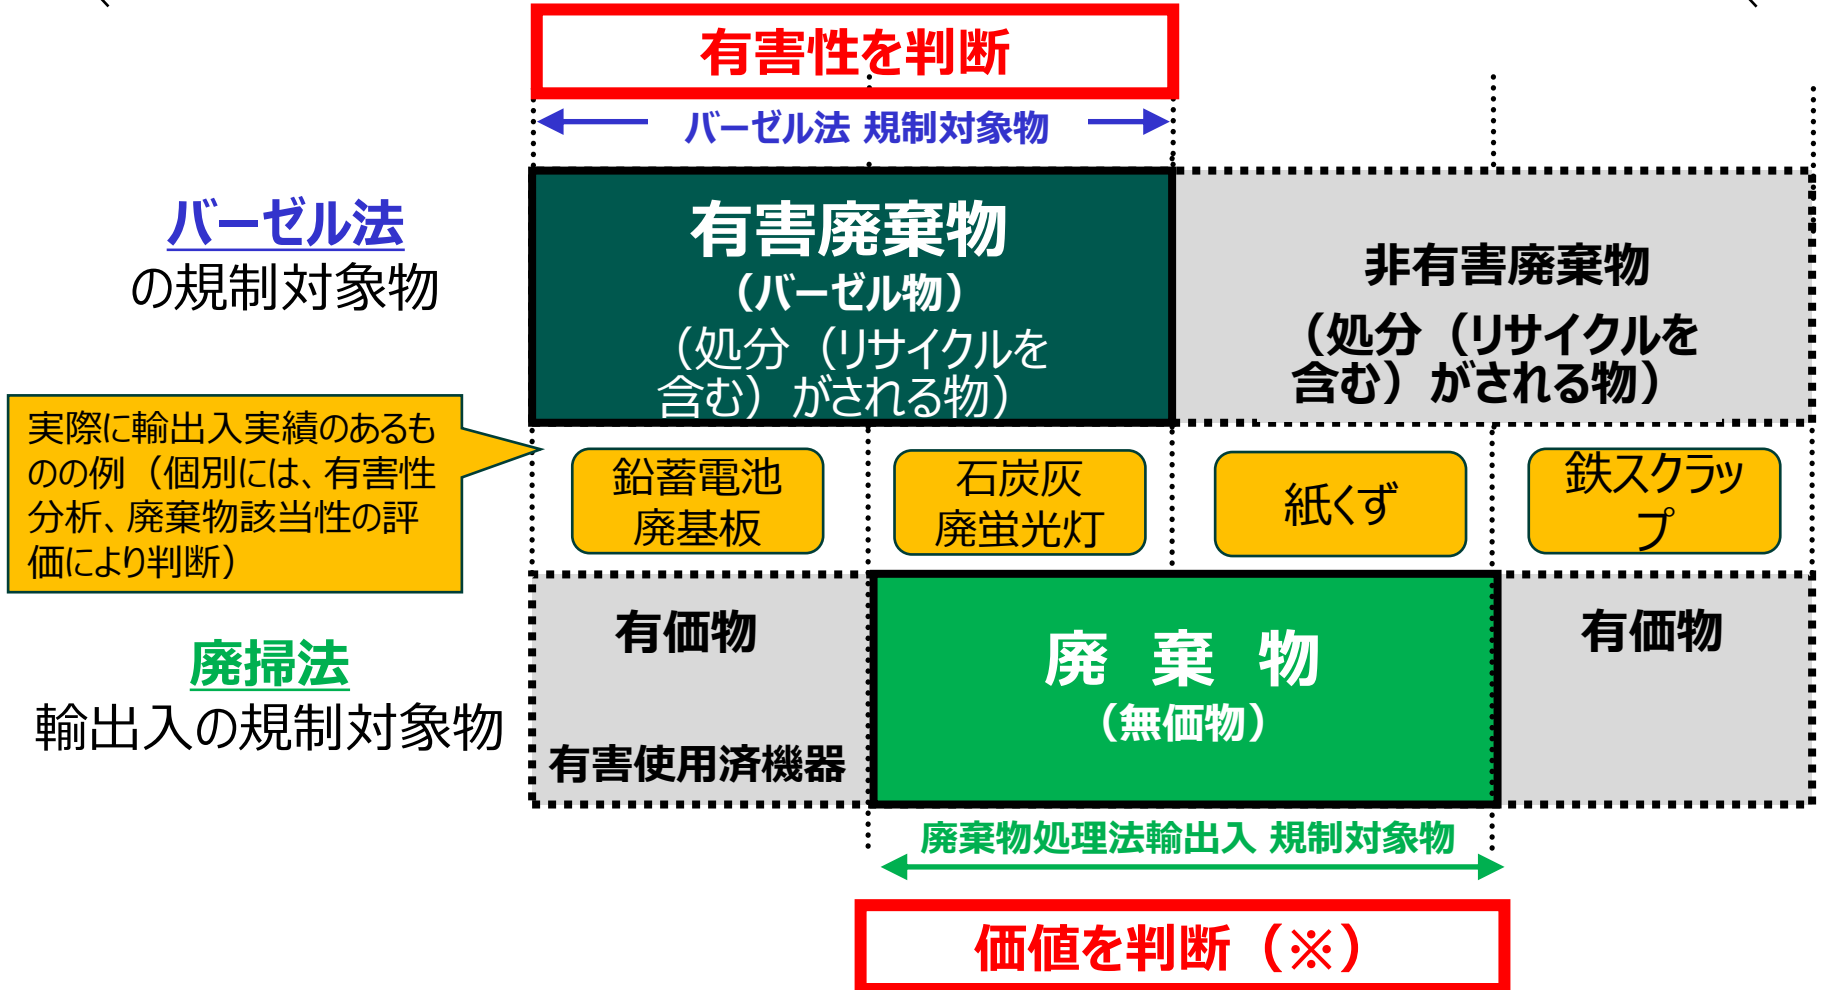 有害性を判断
バーゼル法 規制対象物
バーゼル法
の規制対象物
有害廃棄物
（バーゼル物）
（処分（リサイクルを
含む）がされる物）
非有害廃棄物
（処分（リサイクルを
含む）がされる物）
実際に輸出入実績のあるも
のの例（個別には、有害性
分析、廃棄物該当性の評
価により判断）
鉛蓄電池
廃基板
石炭灰
廃蛍光灯
紙くず
鉄スクラッ
プ
廃掃法
輸出入の規制対象物
有価物
有害使用済機器
廃 棄 物
（無価物）
有価物
廃棄物処理法輸出入 規制対象物
価値を判断（※）